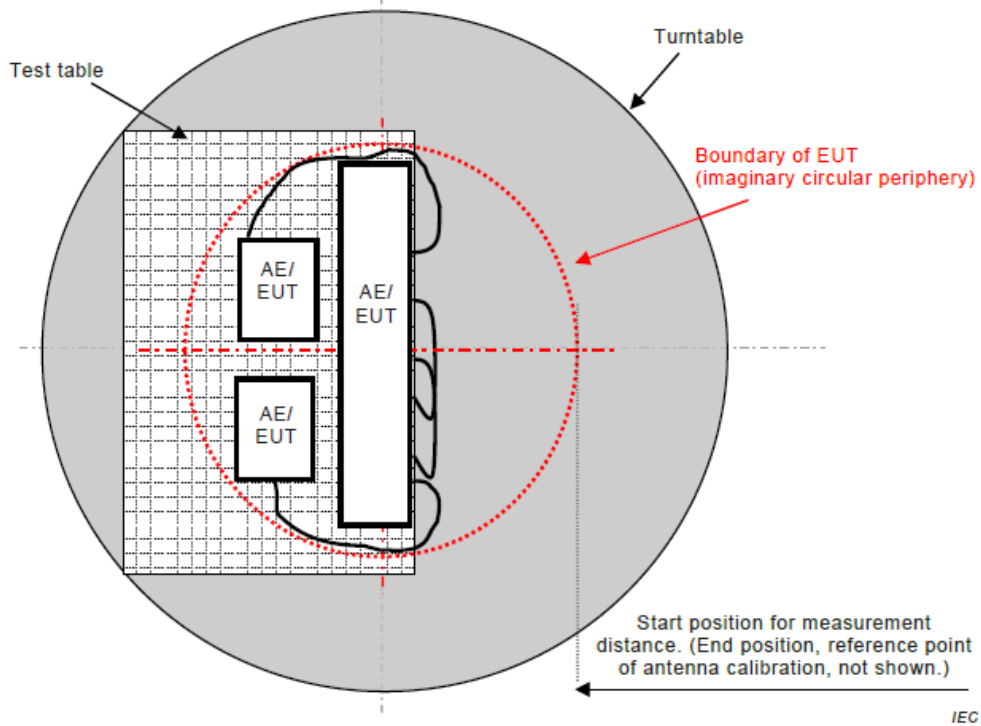 Turntable
Test table
Boundary of EUT
(imaginary circular periphery)
AE/
EUT
AE/
EUT
AE/
EUT
Start position for measurement
distance. (End position, reference point
of antenna calibration, not shown.)
IEC